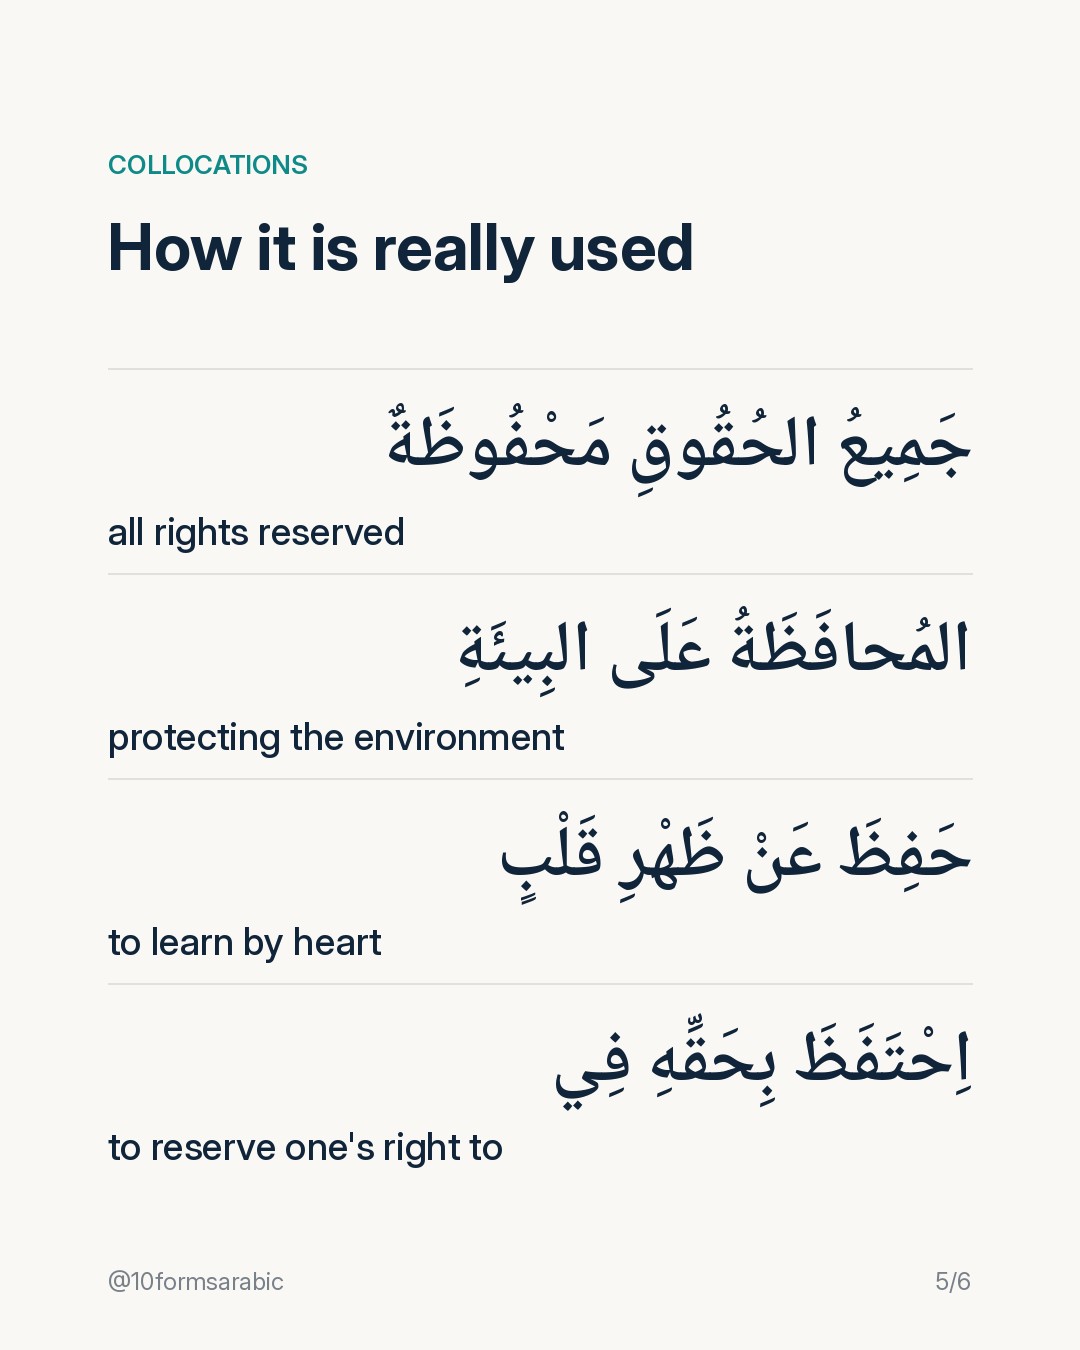 COLLOCATIONS
How it is really used
جَمِيعُ الحُقُوقِ مَحْفُوظَةٌ
all rights reserved
المُحافَظَةُ عَلَى البِيئَةِ
protecting the environment
حَفِظَ عَنْ ظَهْرِ قَلْبٍ
to learn by heart
اِحْتَفَظَ بِحَقِّهِ فِي
to reserve one's right to
@10formsarabic
5/6